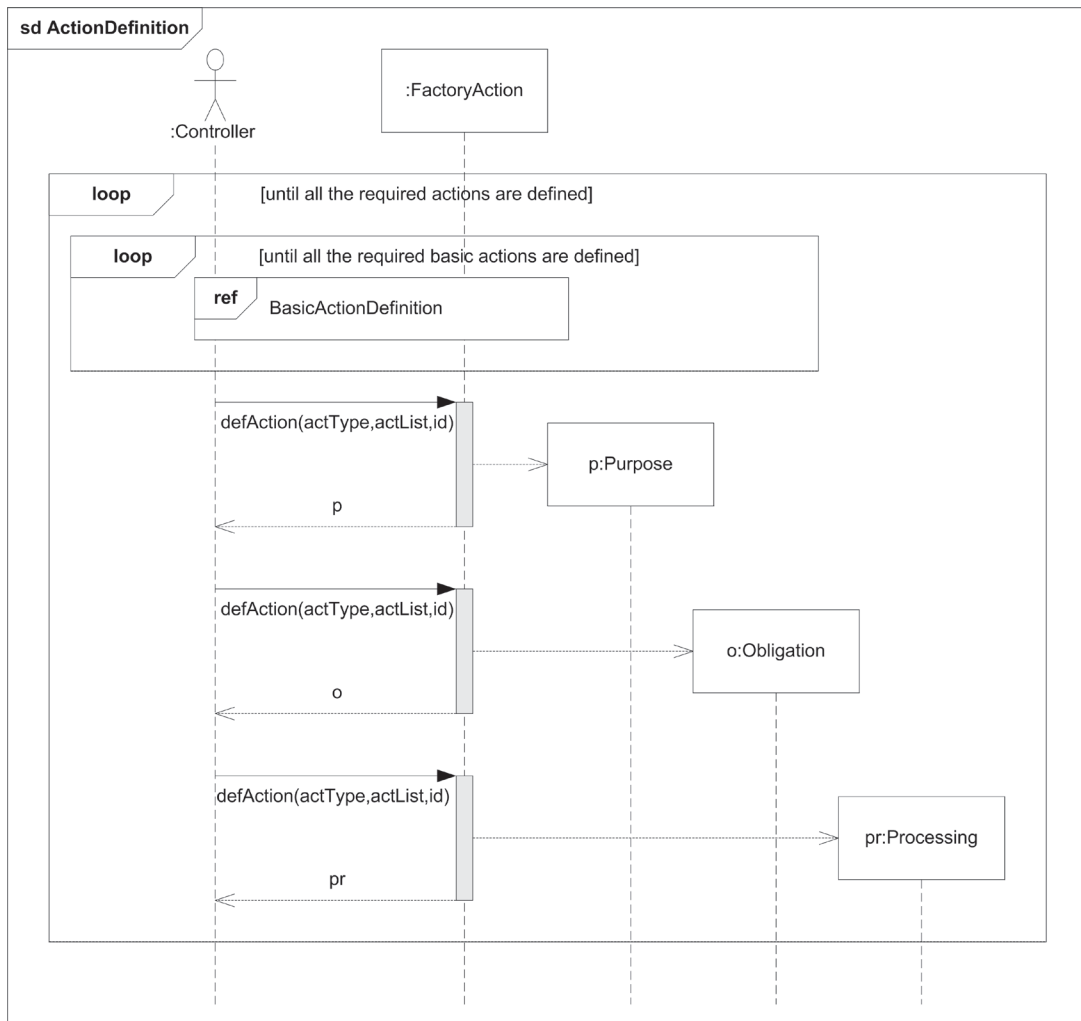 sd ActionDefinition
:FactoryAction
:Controller
loop
[until all the required actions are defined]
loop
[until all the required basic actions are defined]
ref
BasicActionDefinition
defAction(actType,actList,id)
p:Purpose
p
defAction(actType,actList,id)
o:Obligation
o
defAction(actType,actList,id)
pr:Processing
pr